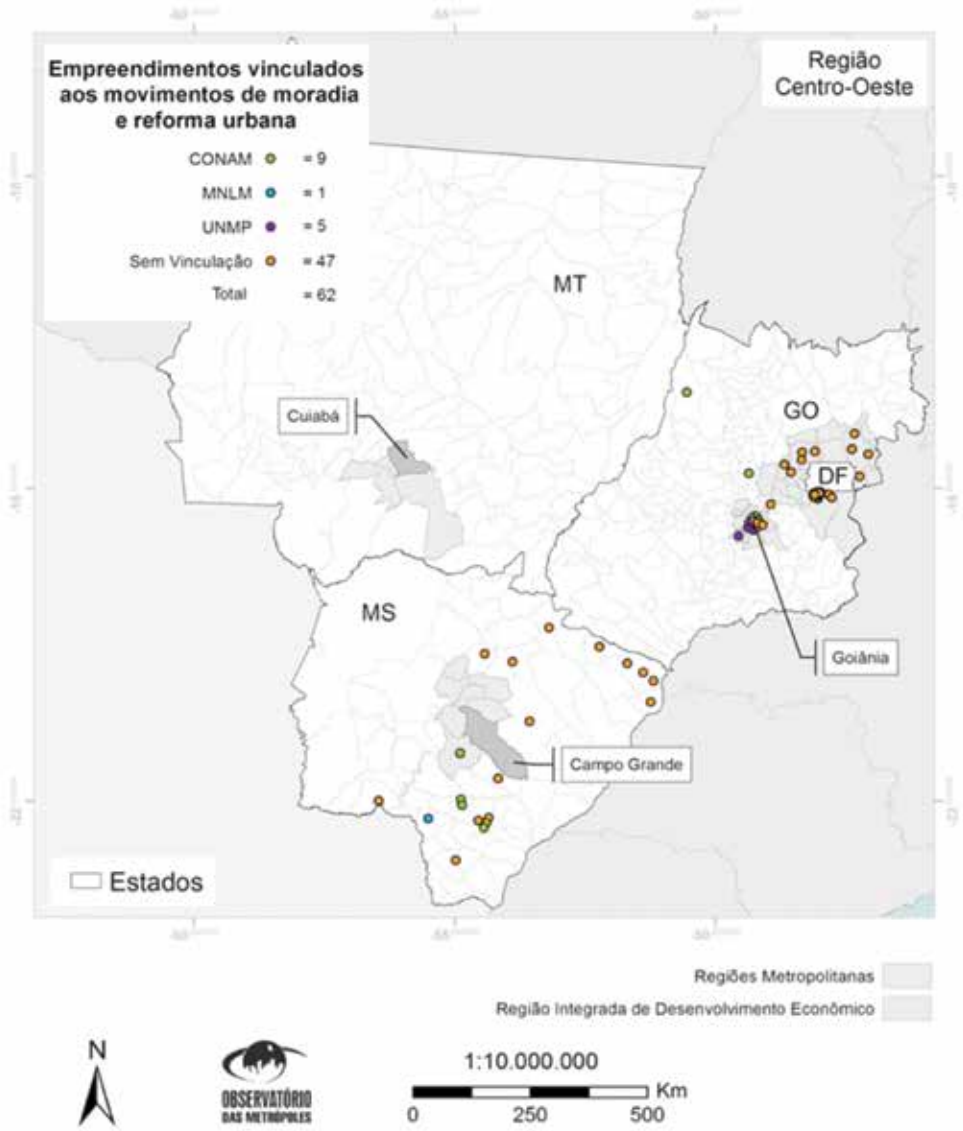 Empreendimentos vinculados
aos movimentos de moradia
e reforma urbana
CONAM = 9
MNLM = 1
UNMP = 5
Sem Vinculação = 47
Total = 62
Região
Centro-Oeste
MT
Cuiabá
GO
DF
MS
Goiânia
Campo Grande
Estados
Regiões Metropolitanas
Região Integrada de Desenvolvimento Econômico
N
OBSERVATÓRIO
DAS METRÓPOLES
1:10.000.000
Km
0 250 500